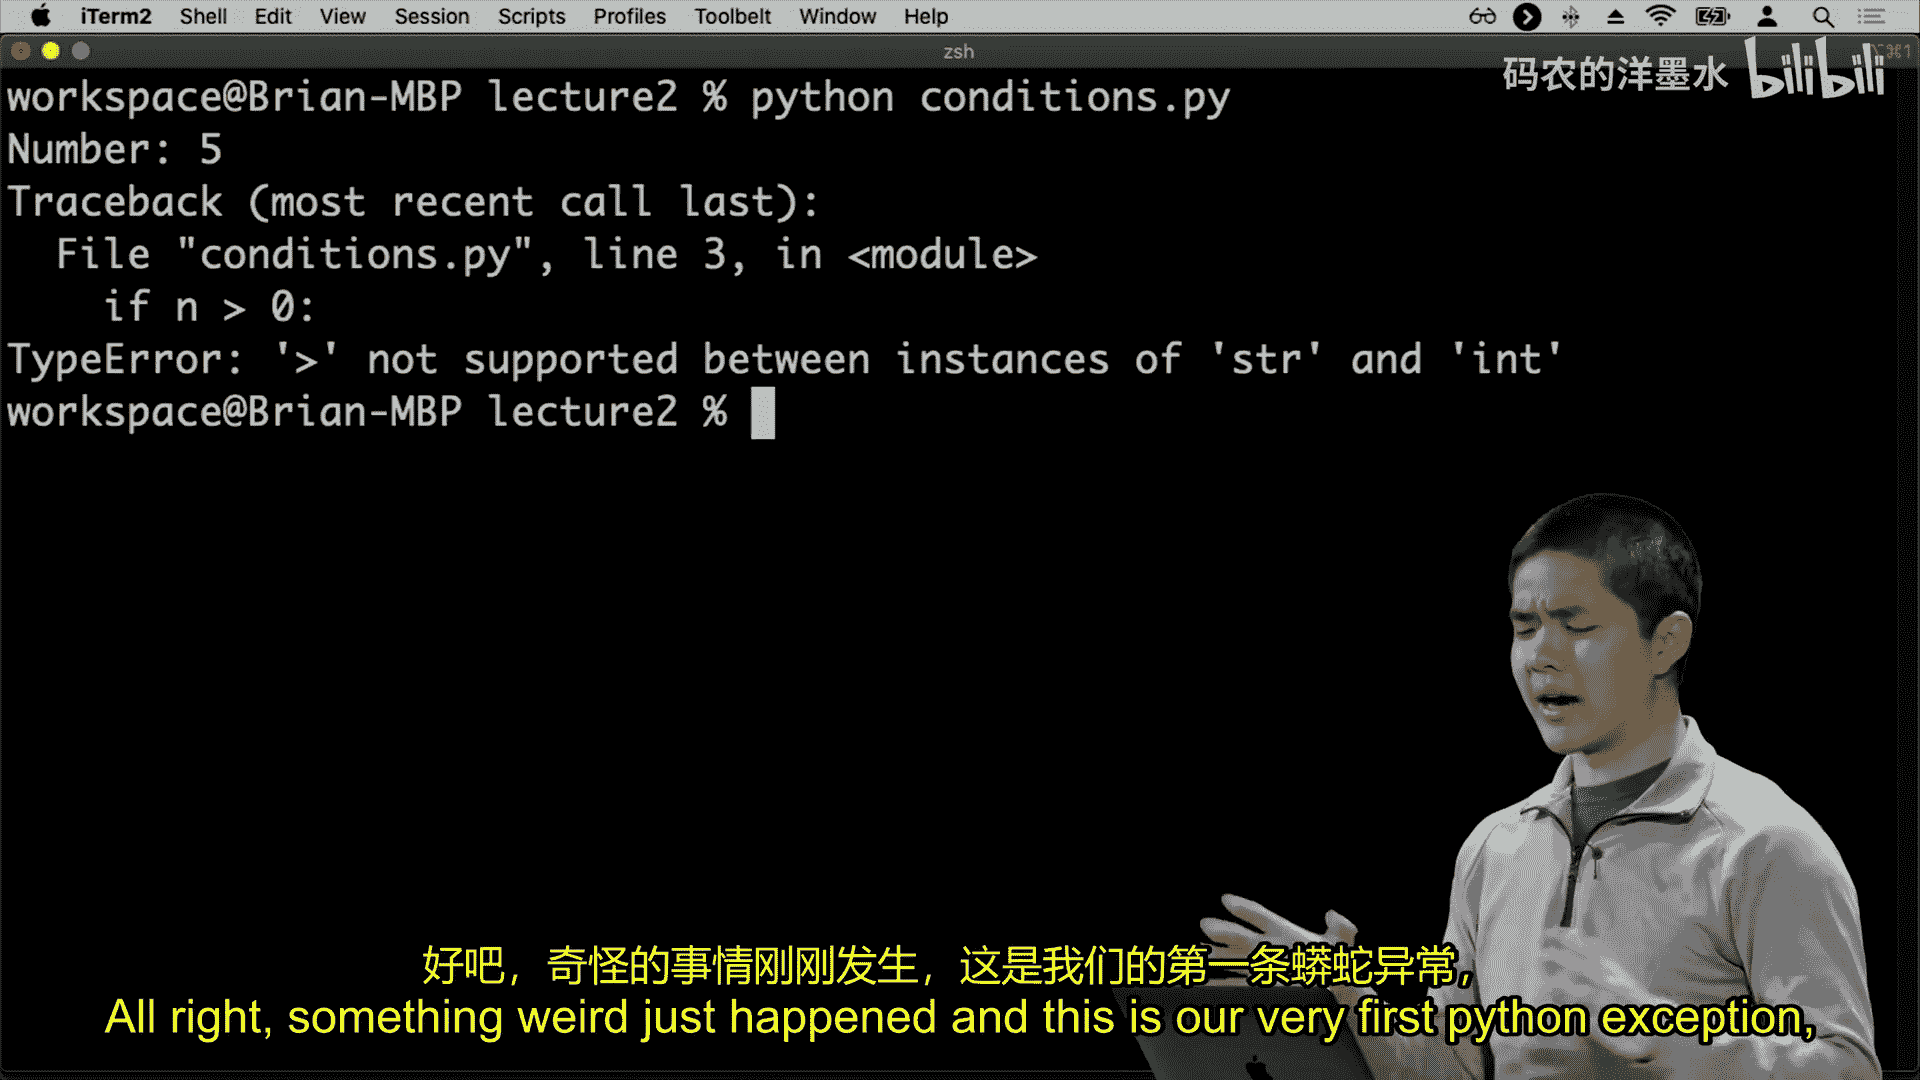 iTerm2 Shell Edit View Session Scripts Profiles Toolbelt Window Help
zsh
⌥⌘1
码农的洋墨水 bilibili
workspace@Brian-MBP lecture2 % python conditions.py
Number: 5
Traceback (most recent call last):
  File "conditions.py", line 3, in <module>
    if n > 0:
TypeError: '>' not supported between instances of 'str' and 'int'
workspace@Brian-MBP lecture2 %
好吧，奇怪的事情刚刚发生，这是我们的第一条蟒蛇异常，
All right, something weird just happened and this is our very first python exception,